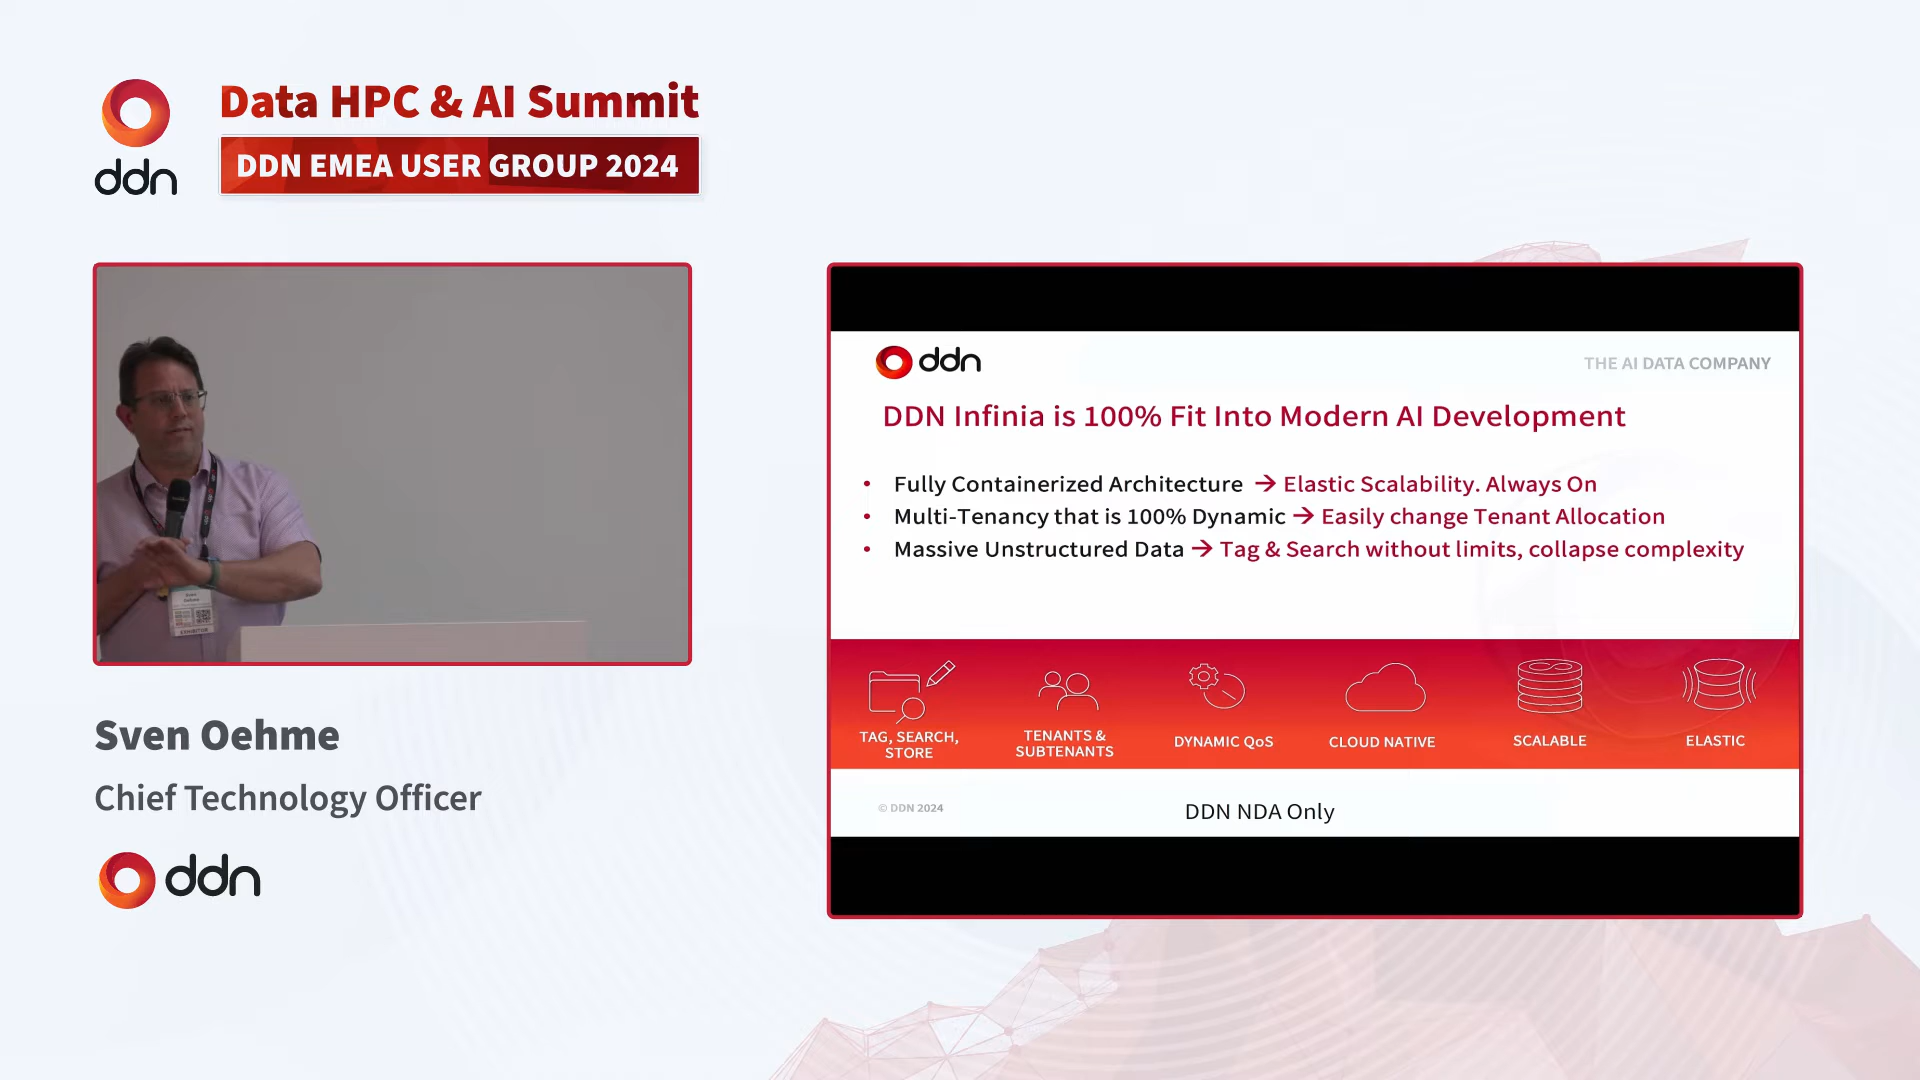 Data HPC & AI Summit
ddn
DDN EMEA USER GROUP 2024
EXHIBITOR
Sven Oehme
Chief Technology Officer
ddn
ddn
THE AI DATA COMPANY
DDN Infinia is 100% Fit Into Modern AI Development
• Fully Containerized Architecture → Elastic Scalability. Always On
• Multi-Tenancy that is 100% Dynamic → Easily change Tenant Allocation
• Massive Unstructured Data → Tag & Search without limits, collapse complexity
TAG, SEARCH,
STORE
TENANTS &
SUBTENANTS
DYNAMIC QoS
CLOUD NATIVE
SCALABLE
ELASTIC
© DDN 2024
DDN NDA Only